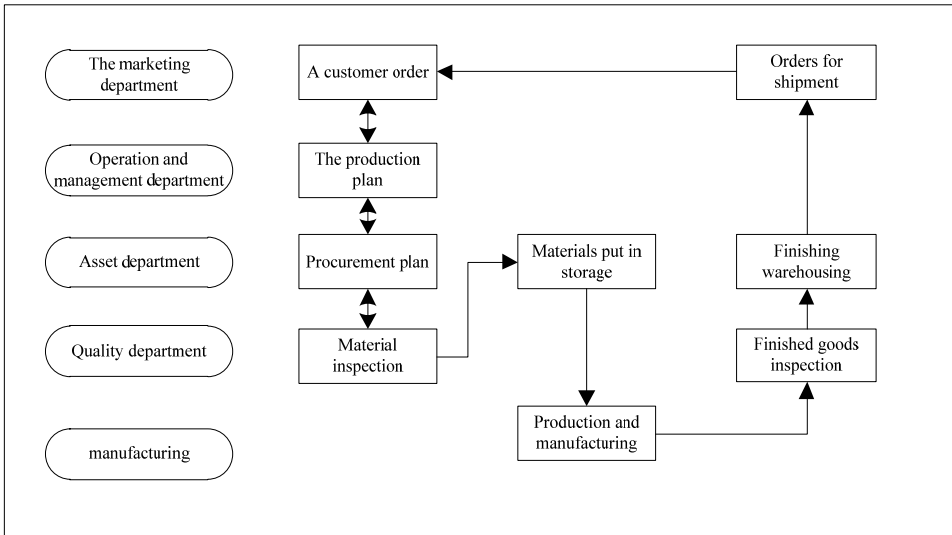 The marketing
department
A customer order
Orders for
shipment
Operation and
management department
The production
plan
Asset department
Procurement plan
Materials put in
storage
Finishing
warehousing
Quality department
Material
inspection
Finished goods
inspection
Production and
manufacturing
manufacturing